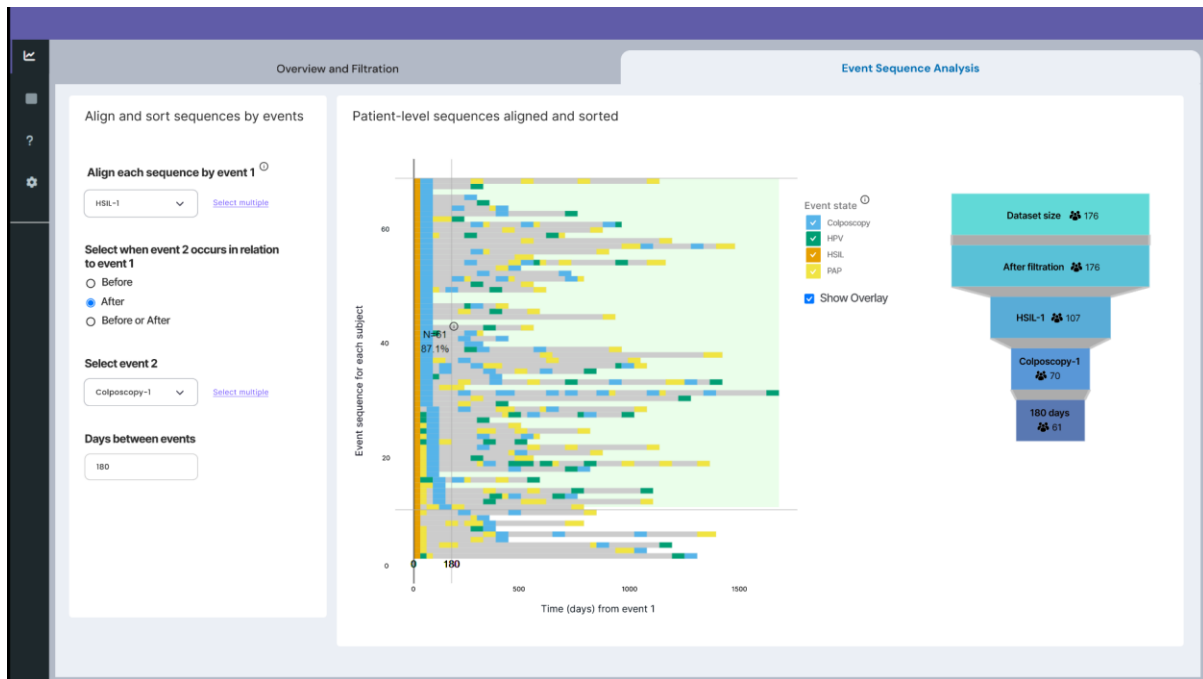 Overview and Filtration
Event Sequence Analysis
Align and sort sequences by events
Align each sequence by event 1
HSIL-1
Select multiple
Select when event 2 occurs in relation
to event 1
Before
After
Before or After
Select event 2
Colposcopy-1
Select multiple
Days between events
180
Patient-level sequences aligned and sorted
Event sequence for each subject
60
40
20
0
N=61
87.1%
0
180
0
500
1000
1500
Time (days) from event 1
Event state
Colposcopy
HPV
HSIL
PAP
Show Overlay
Dataset size 176
After filtration 176
HSIL-1 107
Colposcopy-1
70
180 days
61